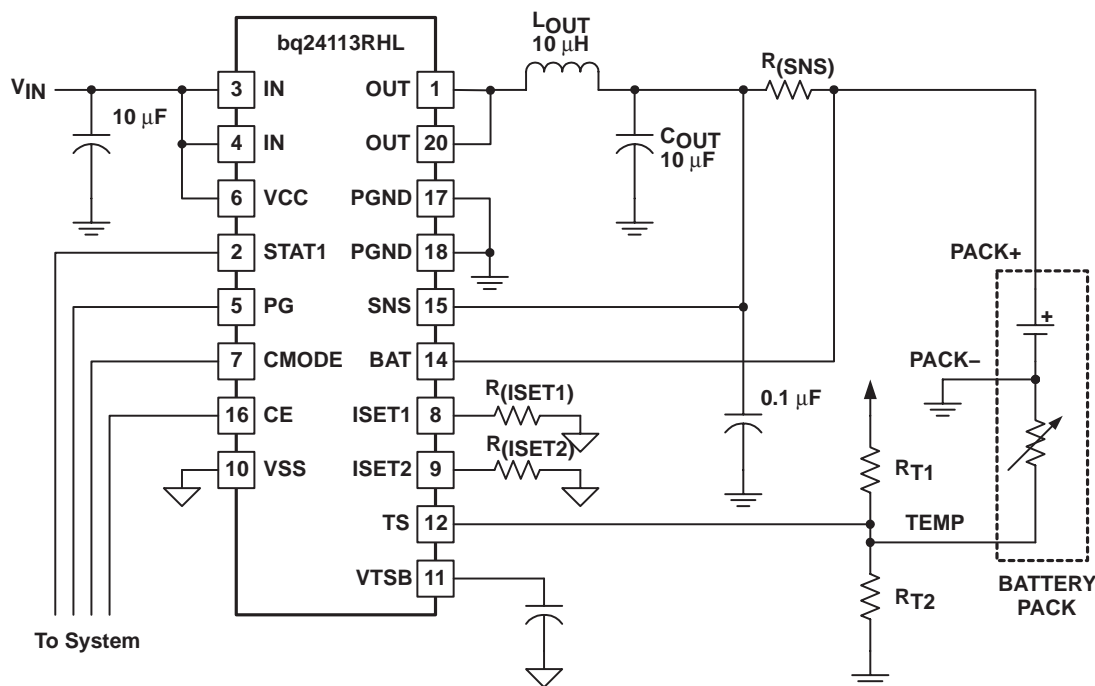 bq24113RHL
LOUT
10 μH
R(SNS)
VIN
3 IN
OUT 1
10 μF
COUT
10 μF
4 IN
OUT 20
6 VCC
PGND 17
2 STAT1
PGND 18
PACK+
5 PG
SNS 15
+
7 CMODE
BAT 14
PACK–
0.1 μF
16 CE
ISET1 8
R(ISET1)
10 VSS
ISET2 9
R(ISET2)
RT1
TS 12
TEMP
VTSB 11
BATTERY
PACK
RT2
To System